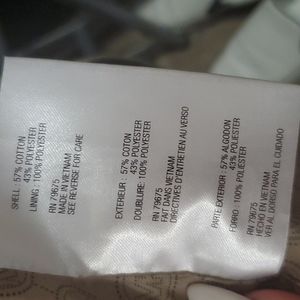 SHELL: 57% COTTON
43% POLYESTER
LINING : 100% POLYESTER
RN 79675
MADE IN VIETNAM
SEE REVERSE FOR CARE
EXTERIEUR : 57% COTON
43% POLYESTER
DOUBLURE: 100% POLYESTER
RN 79675
FAIT DANS VIETNAM
DIRECTIVES D'ENTRETIEN AU VERSO
PARTE EXTERIOR : 57% ALGODON
43% POLIESTER
FORRO : 100% POLIESTER
RN 79675
HECHO EN VIETNAM
VER AL DORSO PARA EL CUIDADO